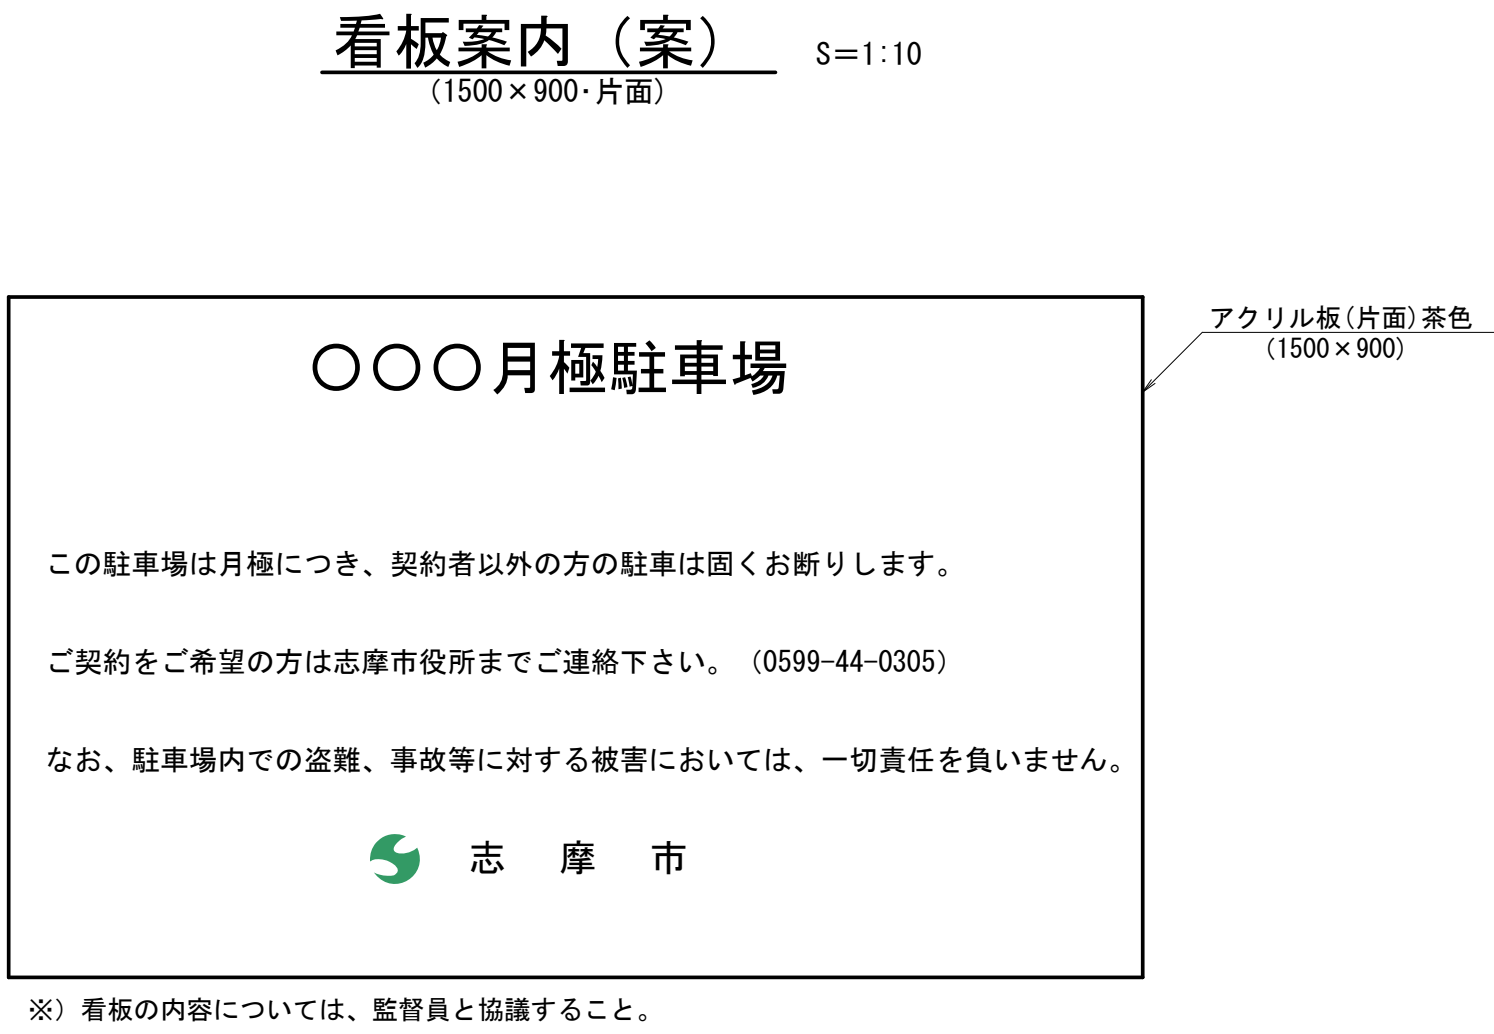 看板案内（案） S＝1:10
（1500×900・片面）
アクリル板(片面)茶色
（1500×900）
○○○月極駐車場
この駐車場は月極につき、契約者以外の方の駐車は固くお断りします。
ご契約をご希望の方は志摩市役所までご連絡下さい。（0599-44-0305）
なお、駐車場内での盗難、事故等に対する被害においては、一切責任を負いません。
志　摩　市
※）看板の内容については、監督員と協議すること。